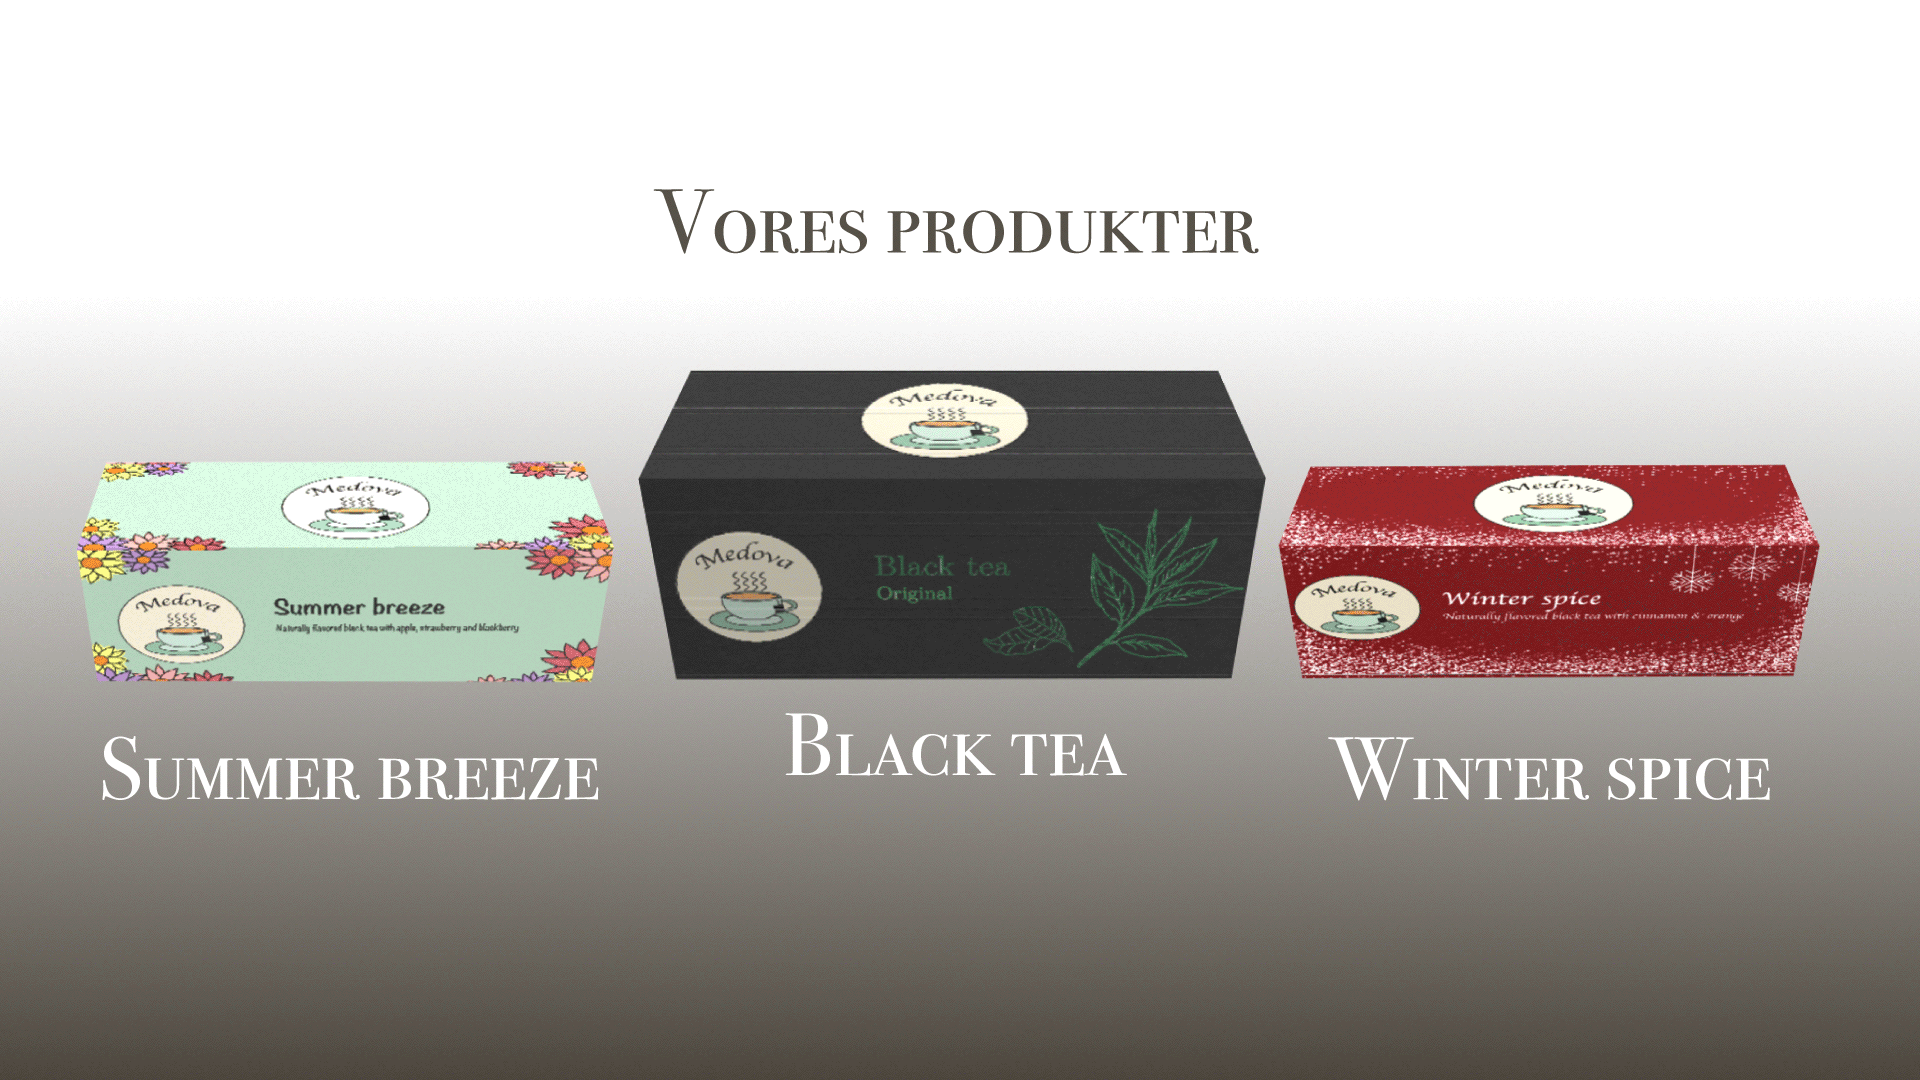 Vores produkter
Medova
Medova
Summer breeze
Naturally flavored black tea with apple, strawberry and blackberry
Medova
Medova
Black tea
Original
Medova
Medova
Winter spice
Naturally flavored black tea with cinnamon & orange
Summer breeze
Black tea
Winter spice